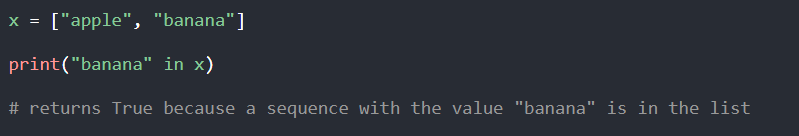 x = ["apple", "banana"]
print("banana" in x)
# returns True because a sequence with the value "banana" is in the list